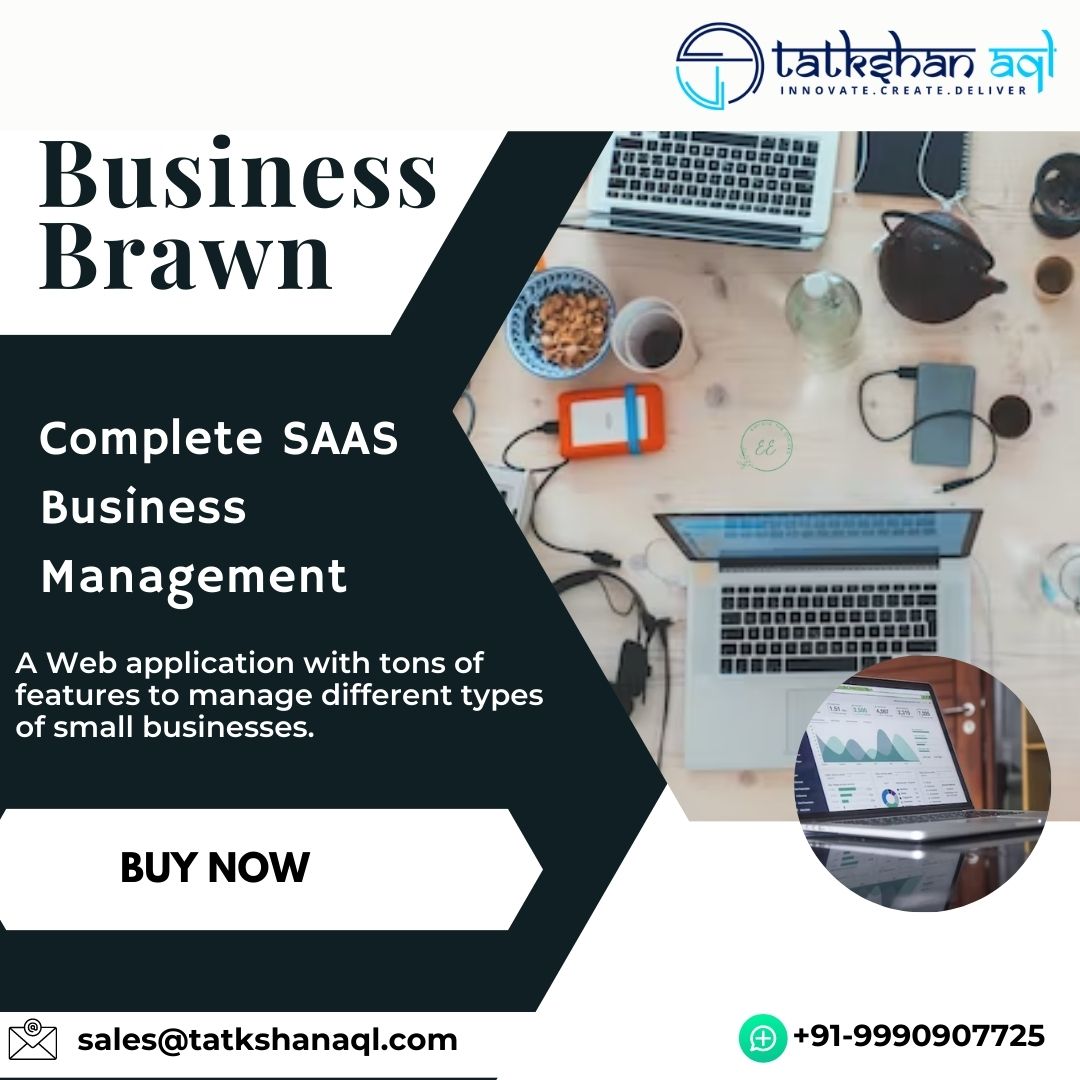 tatkshan aql
INNOVATE.CREATE.DELIVER
Business
Brawn
Complete SAAS
Business
Management
A Web application with tons of
features to manage different types
of small businesses.
EE
BUY NOW
sales@tatkshanaql.com
+91-9990907725